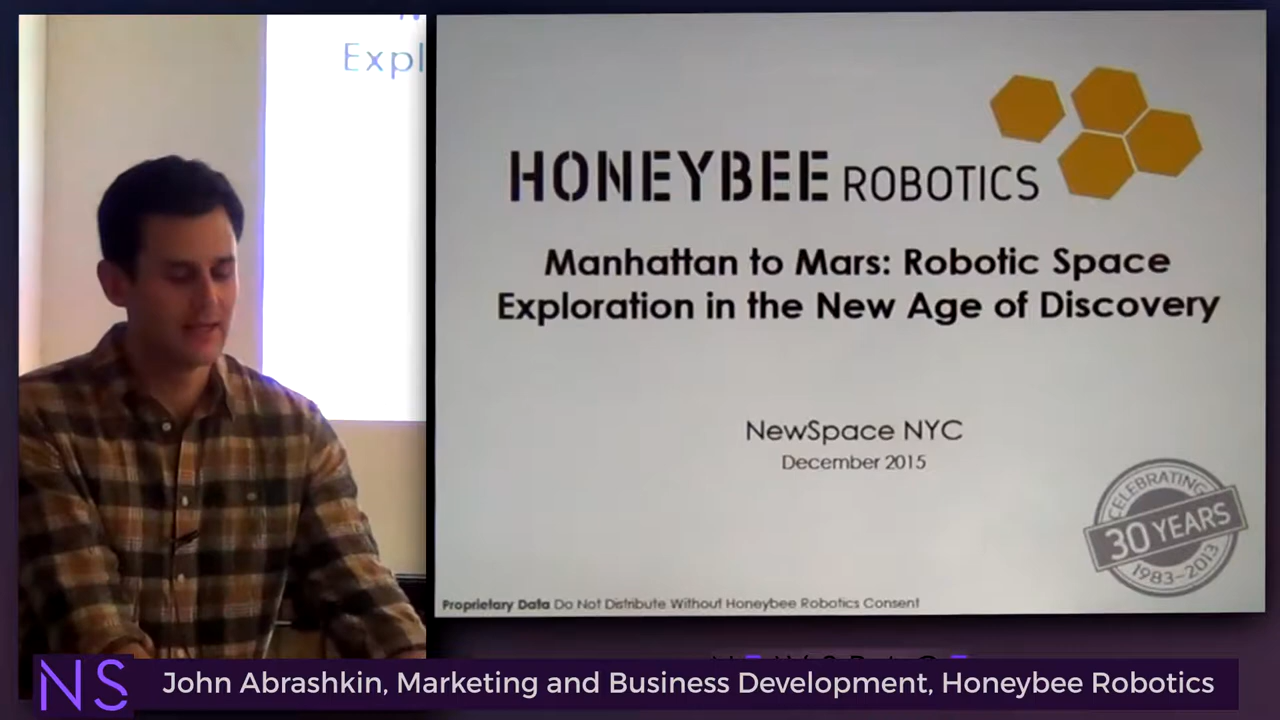 Expl
HONEYBEE ROBOTICS
Manhattan to Mars: Robotic Space
Exploration in the New Age of Discovery
NewSpace NYC
December 2015
CELEBRATING
30 YEARS
1983-2013
Proprietary Data Do Not Distribute Without Honeybee Robotics Consent
NS
John Abrashkin, Marketing and Business Development, Honeybee Robotics